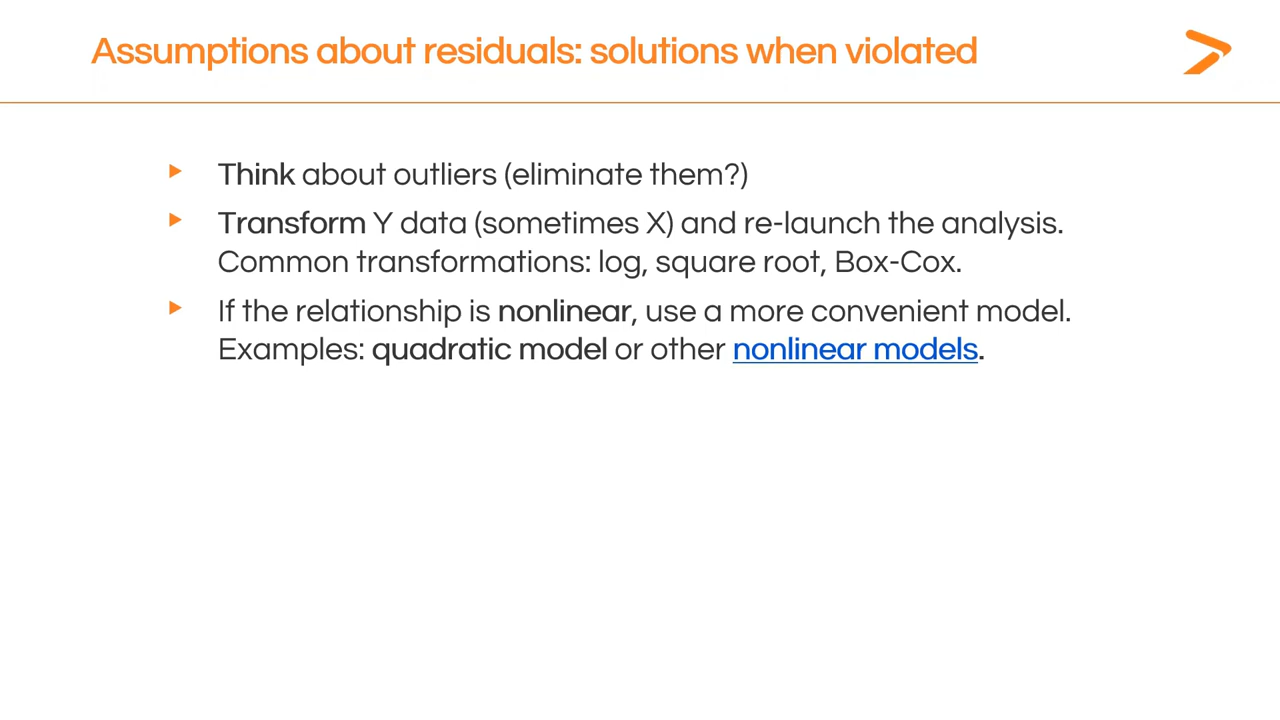 Assumptions about residuals: solutions when violated
Think about outliers (eliminate them?)
Transform Y data (sometimes X) and re-launch the analysis.
Common transformations: log, square root, Box-Cox.
If the relationship is nonlinear, use a more convenient model.
Examples: quadratic model or other nonlinear models.